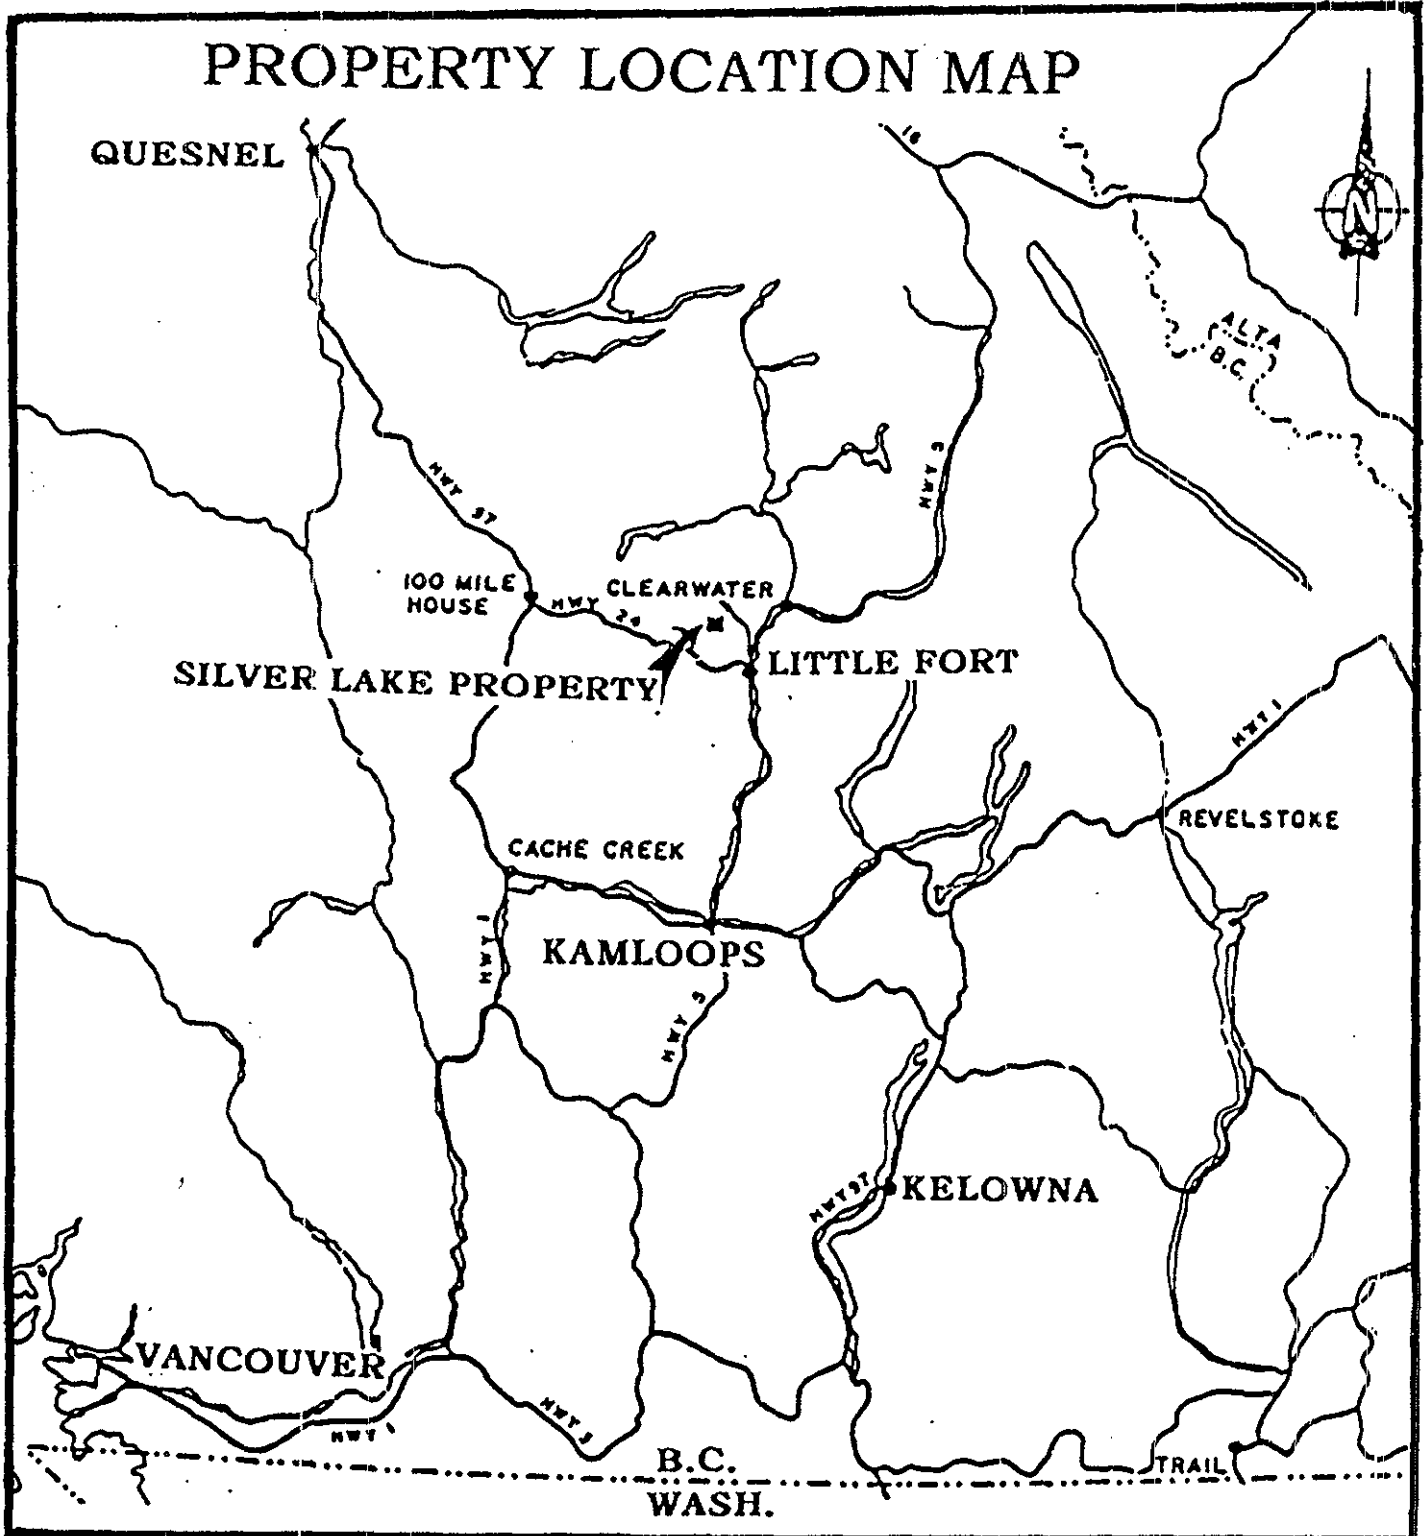 PROPERTY LOCATION MAP
QUESNEL
16
N
ALTA
B.C.
HWY 97
HWY 5
100 MILE
HOUSE
CLEARWATER
HWY 24
LITTLE FORT
SILVER LAKE PROPERTY
HWY 1
REVELSTOKE
CACHE CREEK
HWY 1
KAMLOOPS
HWY 5
HWY 97
KELOWNA
VANCOUVER
HWY 1
HWY 3
B.C.
TRAIL
WASH.